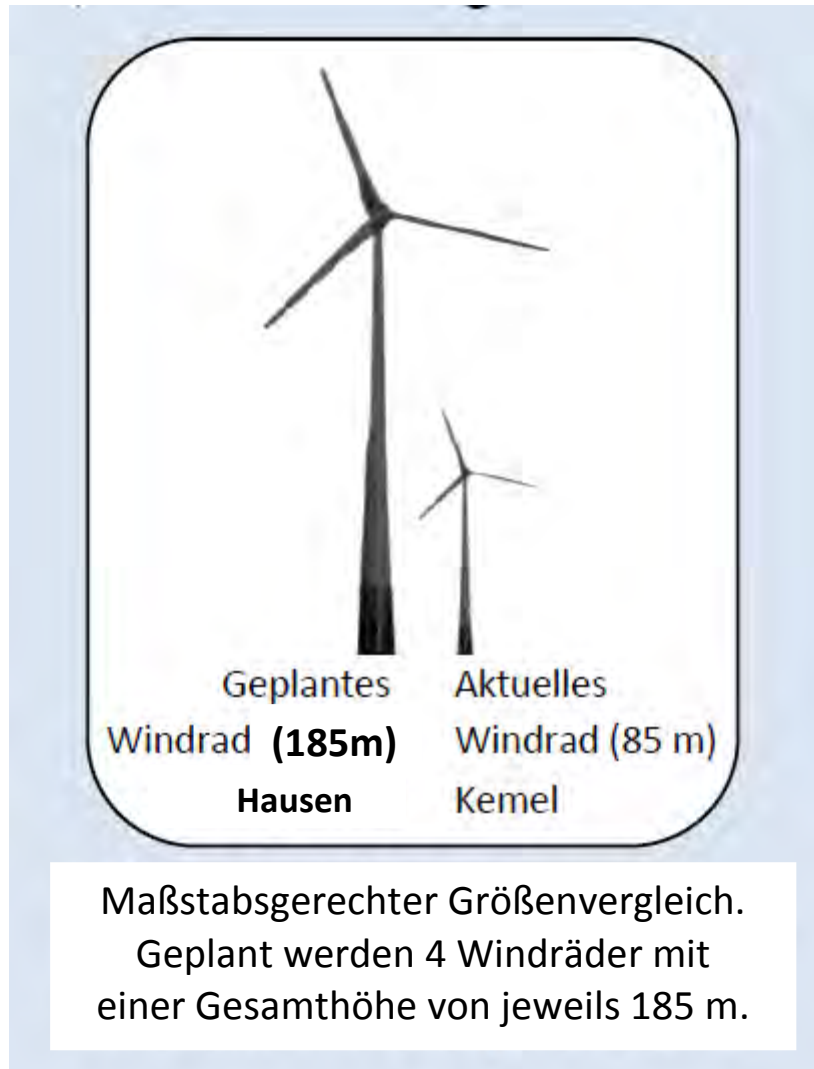 Geplantes
Windrad (185m)
Hausen
Aktuelles
Windrad (85 m)
Kemel
Maßstabsgerechter Größenvergleich.
Geplant werden 4 Windräder mit
einer Gesamthöhe von jeweils 185 m.